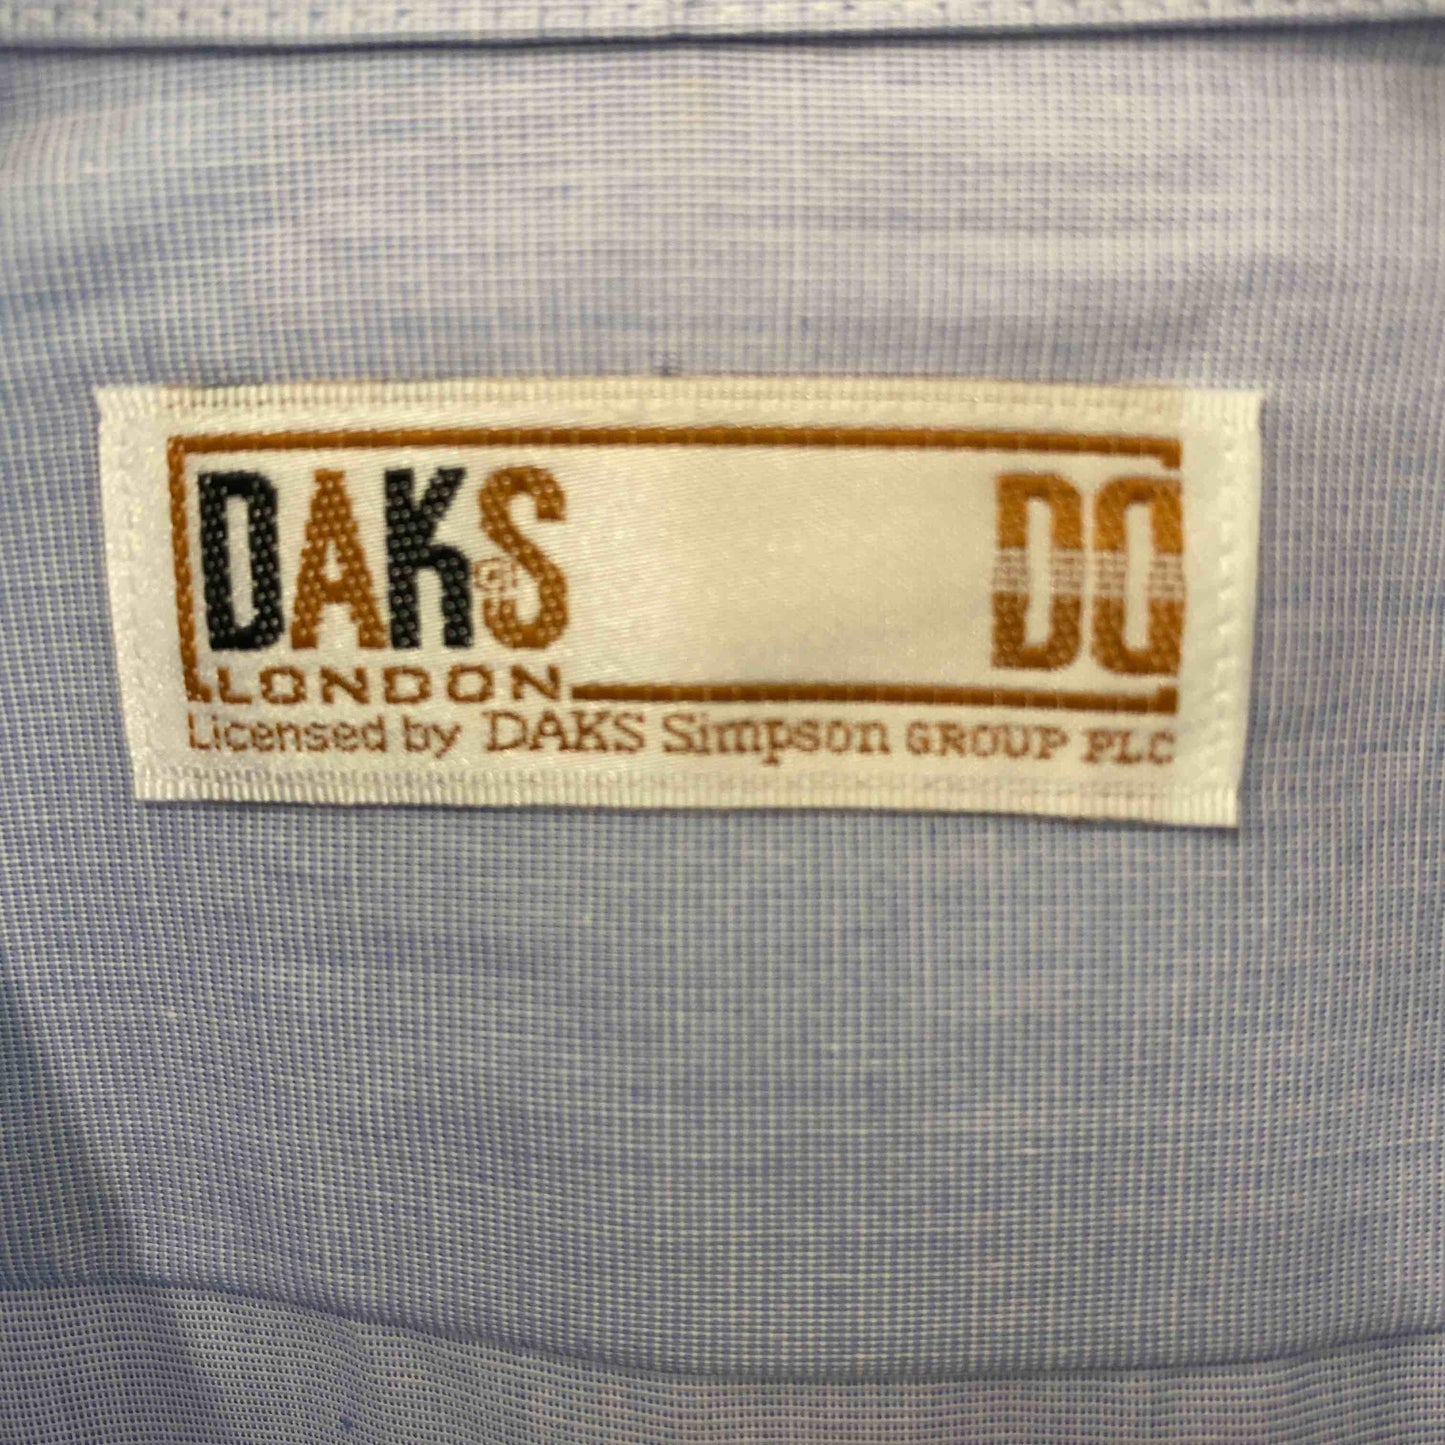 DAKS DO
LONDON
Licensed by DAKS Simpson GROUP PLC